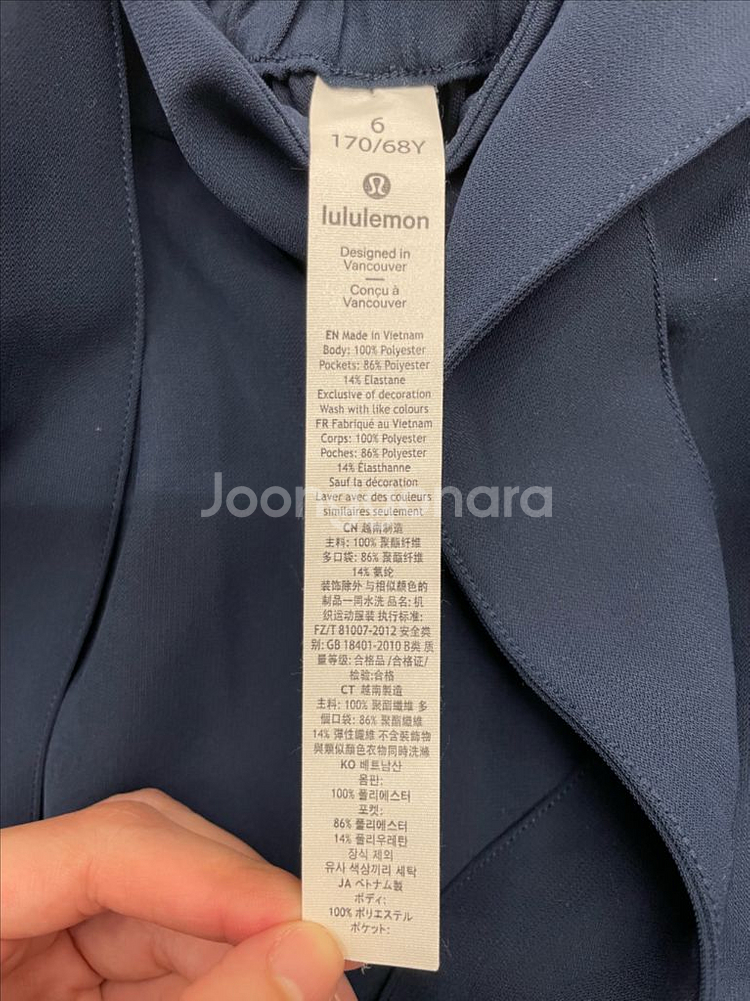 6
170/68Y
lululemon
Designed in
Vancouver
Conçu à
Vancouver
EN Made in Vietnam
Body: 100% Polyester
Pockets: 86% Polyester
14% Elastane
Exclusive of decoration
Wash with like colours
FR Fabriqué au Vietnam
Corps: 100% Polyester
Poches: 86% Polyester
14% Élasthanne
Sauf la décoration
Laver avec des couleurs
similaires seulement
Joonggonara
CN 越南制造
主料: 100% 聚酯纤维
多口袋: 86% 聚酯纤维
14% 氨纶
装饰除外 与相似颜色的
制品一同水洗 品名: 机
织运动服装 执行标准:
FZ/T 81007-2012 安全类
别: GB 18401-2010 B类 质
量等级: 合格品 /合格证/
检验:合格
CT 越南製造
主料: 100% 聚酯纖維 多
個口袋: 86% 聚酯纖維
14% 彈性纖維 不含裝飾物
與類似顏色衣物同時洗滌
KO 베트남산
몸판:
100% 폴리에스터
포켓:
86% 폴리에스터
14% 폴리우레탄
장식 제외
유사 색상끼리 세탁
JA ベトナム製
ボディ:
100% ポリエステル
ポケット: